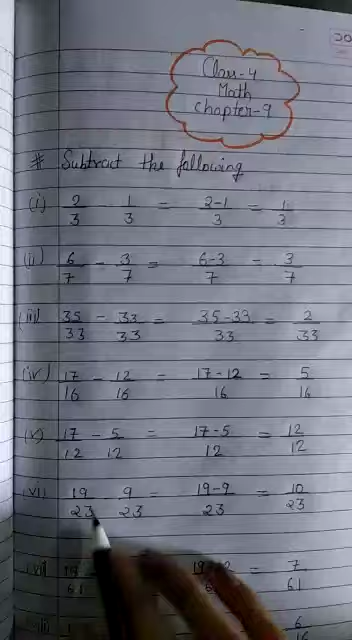 30
Class-4
Math
Chapter-9
# Subtract the following
(i) 2/3 - 1/3 = 2-1/3 = 1/3
(ii) 6/7 - 3/7 = 6-3/7 = 3/7
(iii) 35/33 - 33/33 = 35-33/33 = 2/33
(iv) 17/16 - 12/16 = 17-12/16 = 5/16
(v) 17/12 - 5/12 = 17-5/12 = 12/12
(vi) 19/23 - 9/23 = 19-9/23 = 10/23
= 7/61
6/16